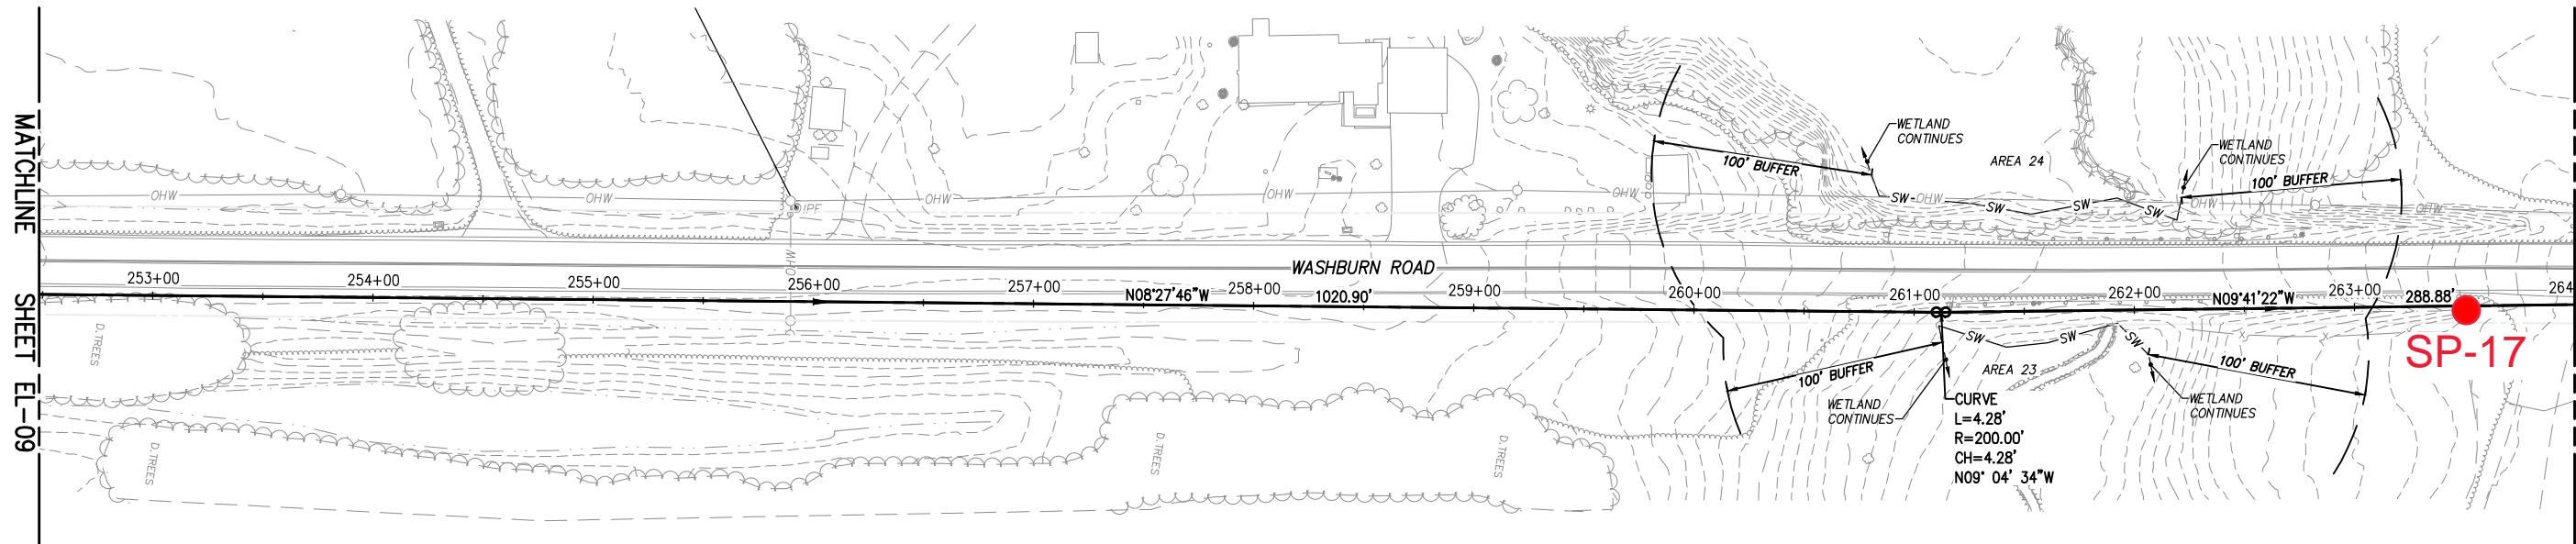 MATCHLINE SHEET EL-09
OHW
OHW
IPF
OHW
OHW
OHW
OHW
WASHBURN ROAD
253+00
254+00
255+00
256+00
257+00
N08°27'46"W
258+00
1020.90'
259+00
260+00
261+00
262+00
N09°41'22"W
263+00
288.88'
264
SP-17
100' BUFFER
WETLAND
CONTINUES
AREA 24
WETLAND
CONTINUES
100' BUFFER
SW
OHW
SW
SW
SW
OHW
OHW
SW
SW
SW
AREA 23
100' BUFFER
100' BUFFER
WETLAND
CONTINUES
WETLAND
CONTINUES
CURVE
L=4.28'
R=200.00'
CH=4.28'
N09° 04' 34"W
D.TREES
D.TREES
D.TREES
D.TREES